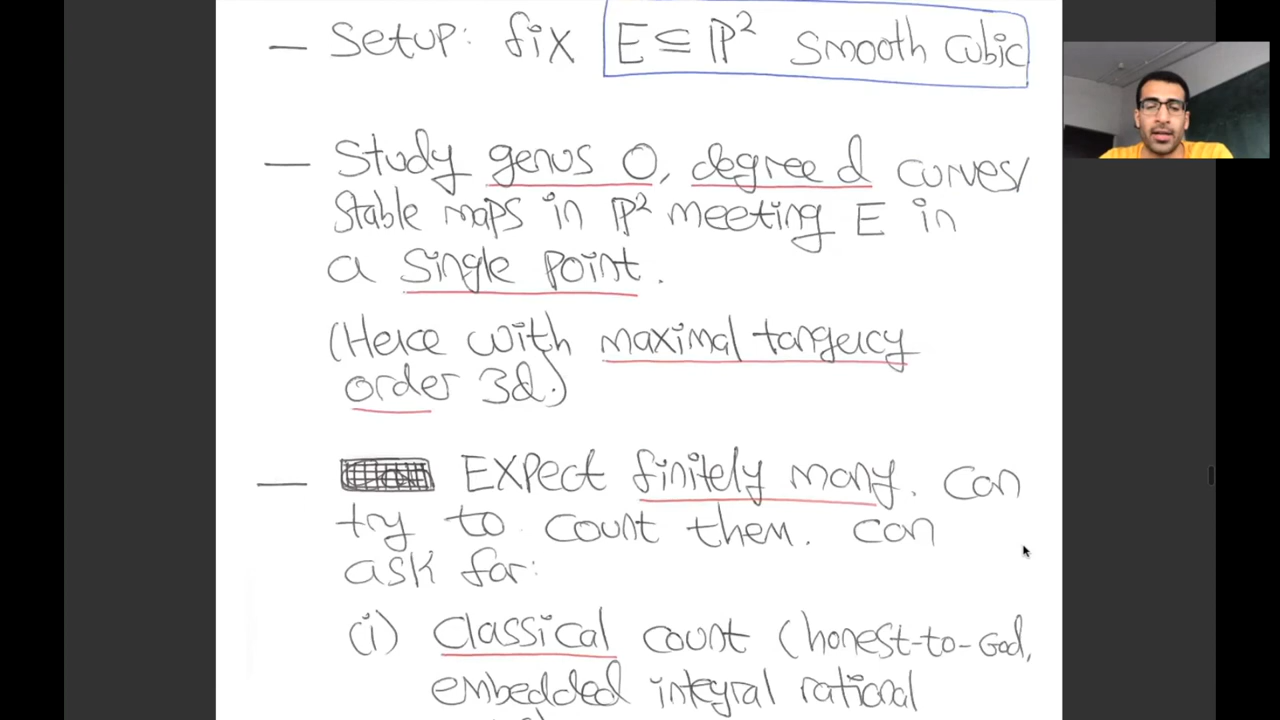 — Setup: fix E ⊆ ℙ² smooth cubic
— Study genus 0, degree d curves/
stable maps in ℙ² meeting E in
a single point.
(Hence with maximal tangency
order 3d.)
— Expect finitely many. Can
try to count them. Can
ask for:
(i) Classical count (honest-to-God,
embedded integral rational